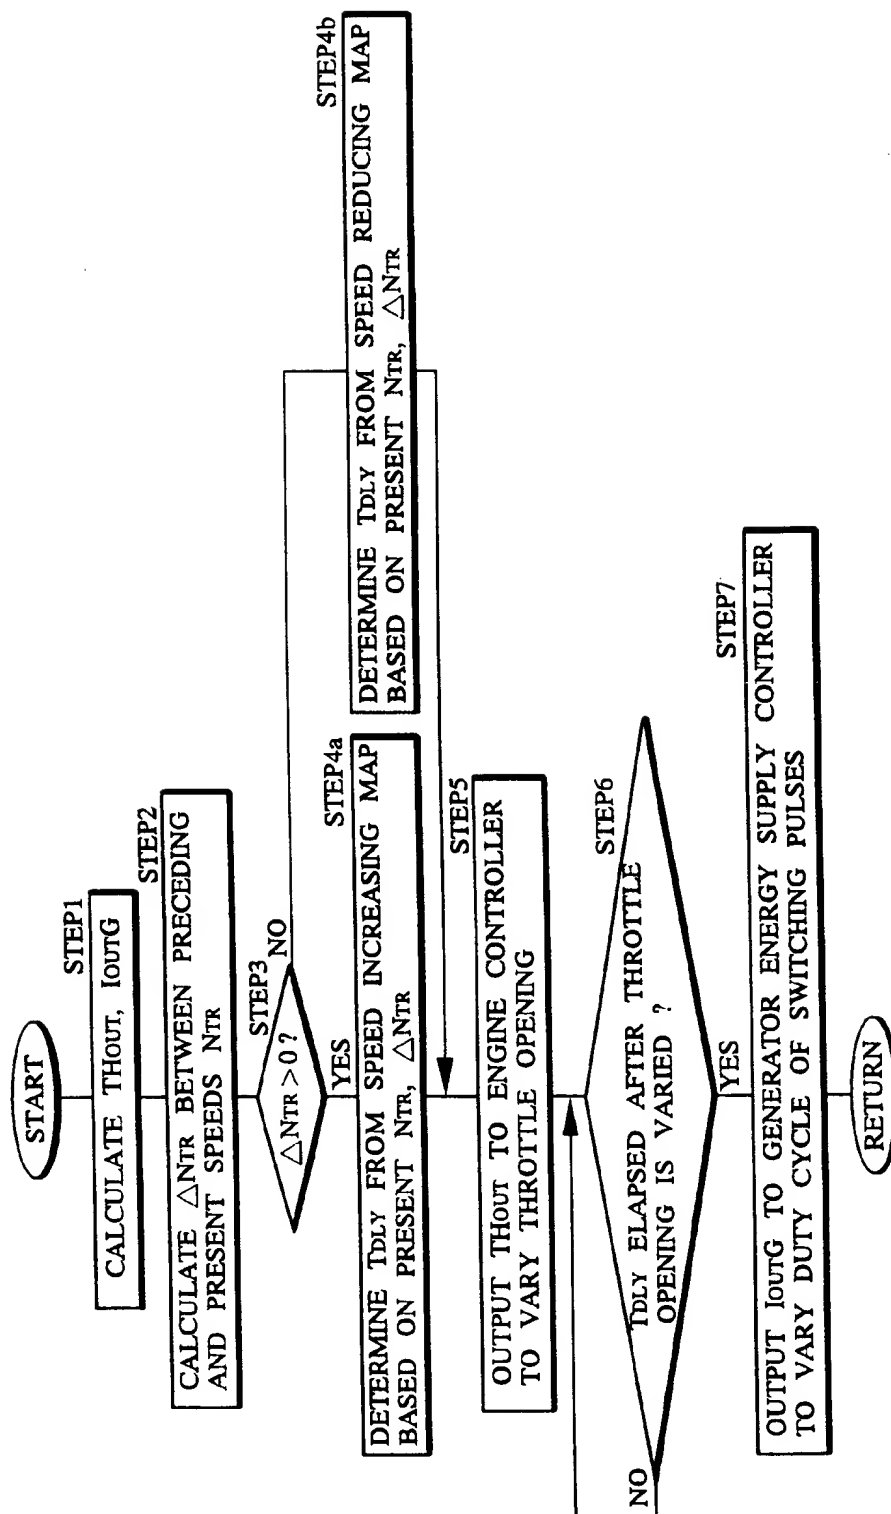 START
STEP1
CALCULATE THOUT, IOUTG
STEP2
CALCULATE △NTR BETWEEN PRECEDING
AND PRESENT SPEEDS NTR
STEP3
△NTR > 0 ?
NO
YES
STEP4a
DETERMINE TDLY FROM SPEED INCREASING MAP
BASED ON PRESENT NTR, △NTR
STEP4b
DETERMINE TDLY FROM SPEED REDUCING MAP
BASED ON PRESENT NTR, △NTR
STEP5
OUTPUT THOUT TO ENGINE CONTROLLER
TO VARY THROTTLE OPENING
STEP6
TDLY ELAPSED AFTER THROTTLE
OPENING IS VARIED ?
NO
YES
STEP7
OUTPUT IOUTG TO GENERATOR ENERGY SUPPLY CONTROLLER
TO VARY DUTY CYCLE OF SWITCHING PULSES
RETURN